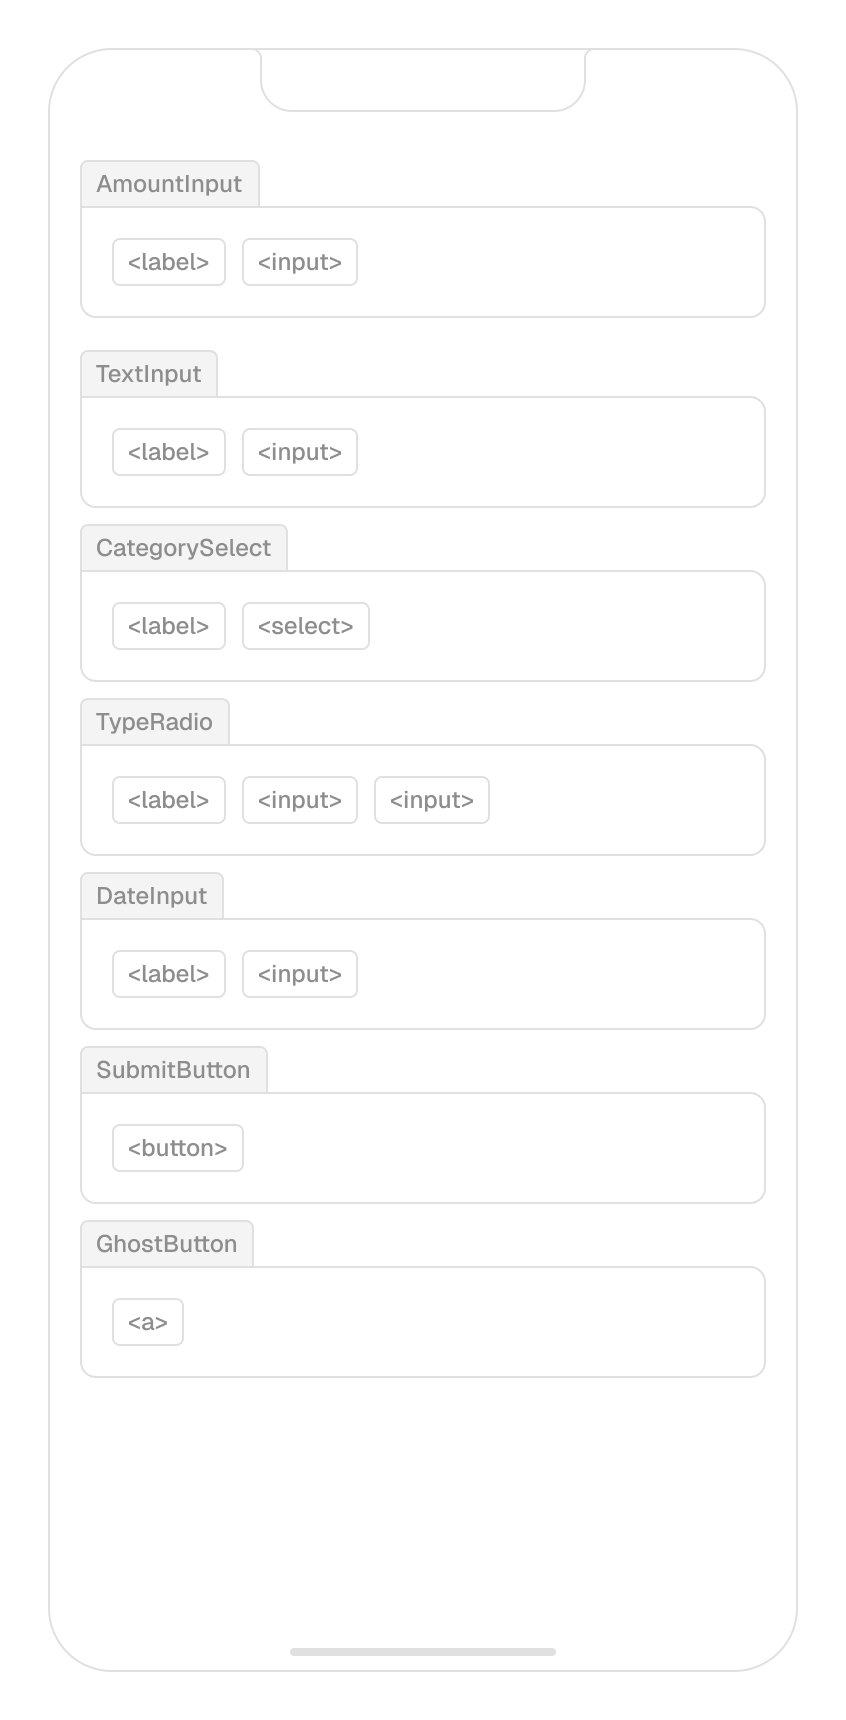 AmountInput
<label> <input>
TextInput
<label> <input>
CategorySelect
<label> <select>
TypeRadio
<label> <input> <input>
DateInput
<label> <input>
SubmitButton
<button>
GhostButton
<a>